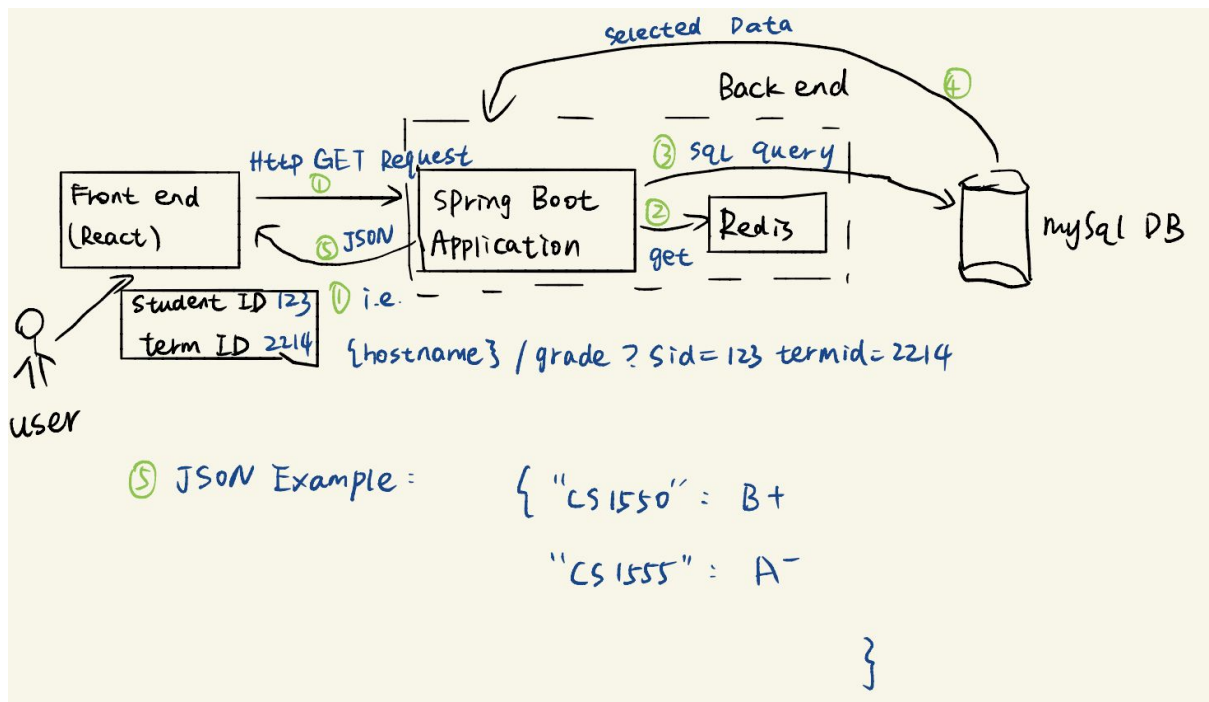 Selected Data
④
Back end
Http GET Request
①
③ sql query
Front end
(React)
Spring Boot
Application
②
get
Redis
mySql DB
⑤ JSON
Student ID 123
term ID 2214
① i.e.
{hostname} / grade ? sid=123 termid=2214
user
⑤ JSON Example:
{ "CS1550": B+
"CS1555": A-
}